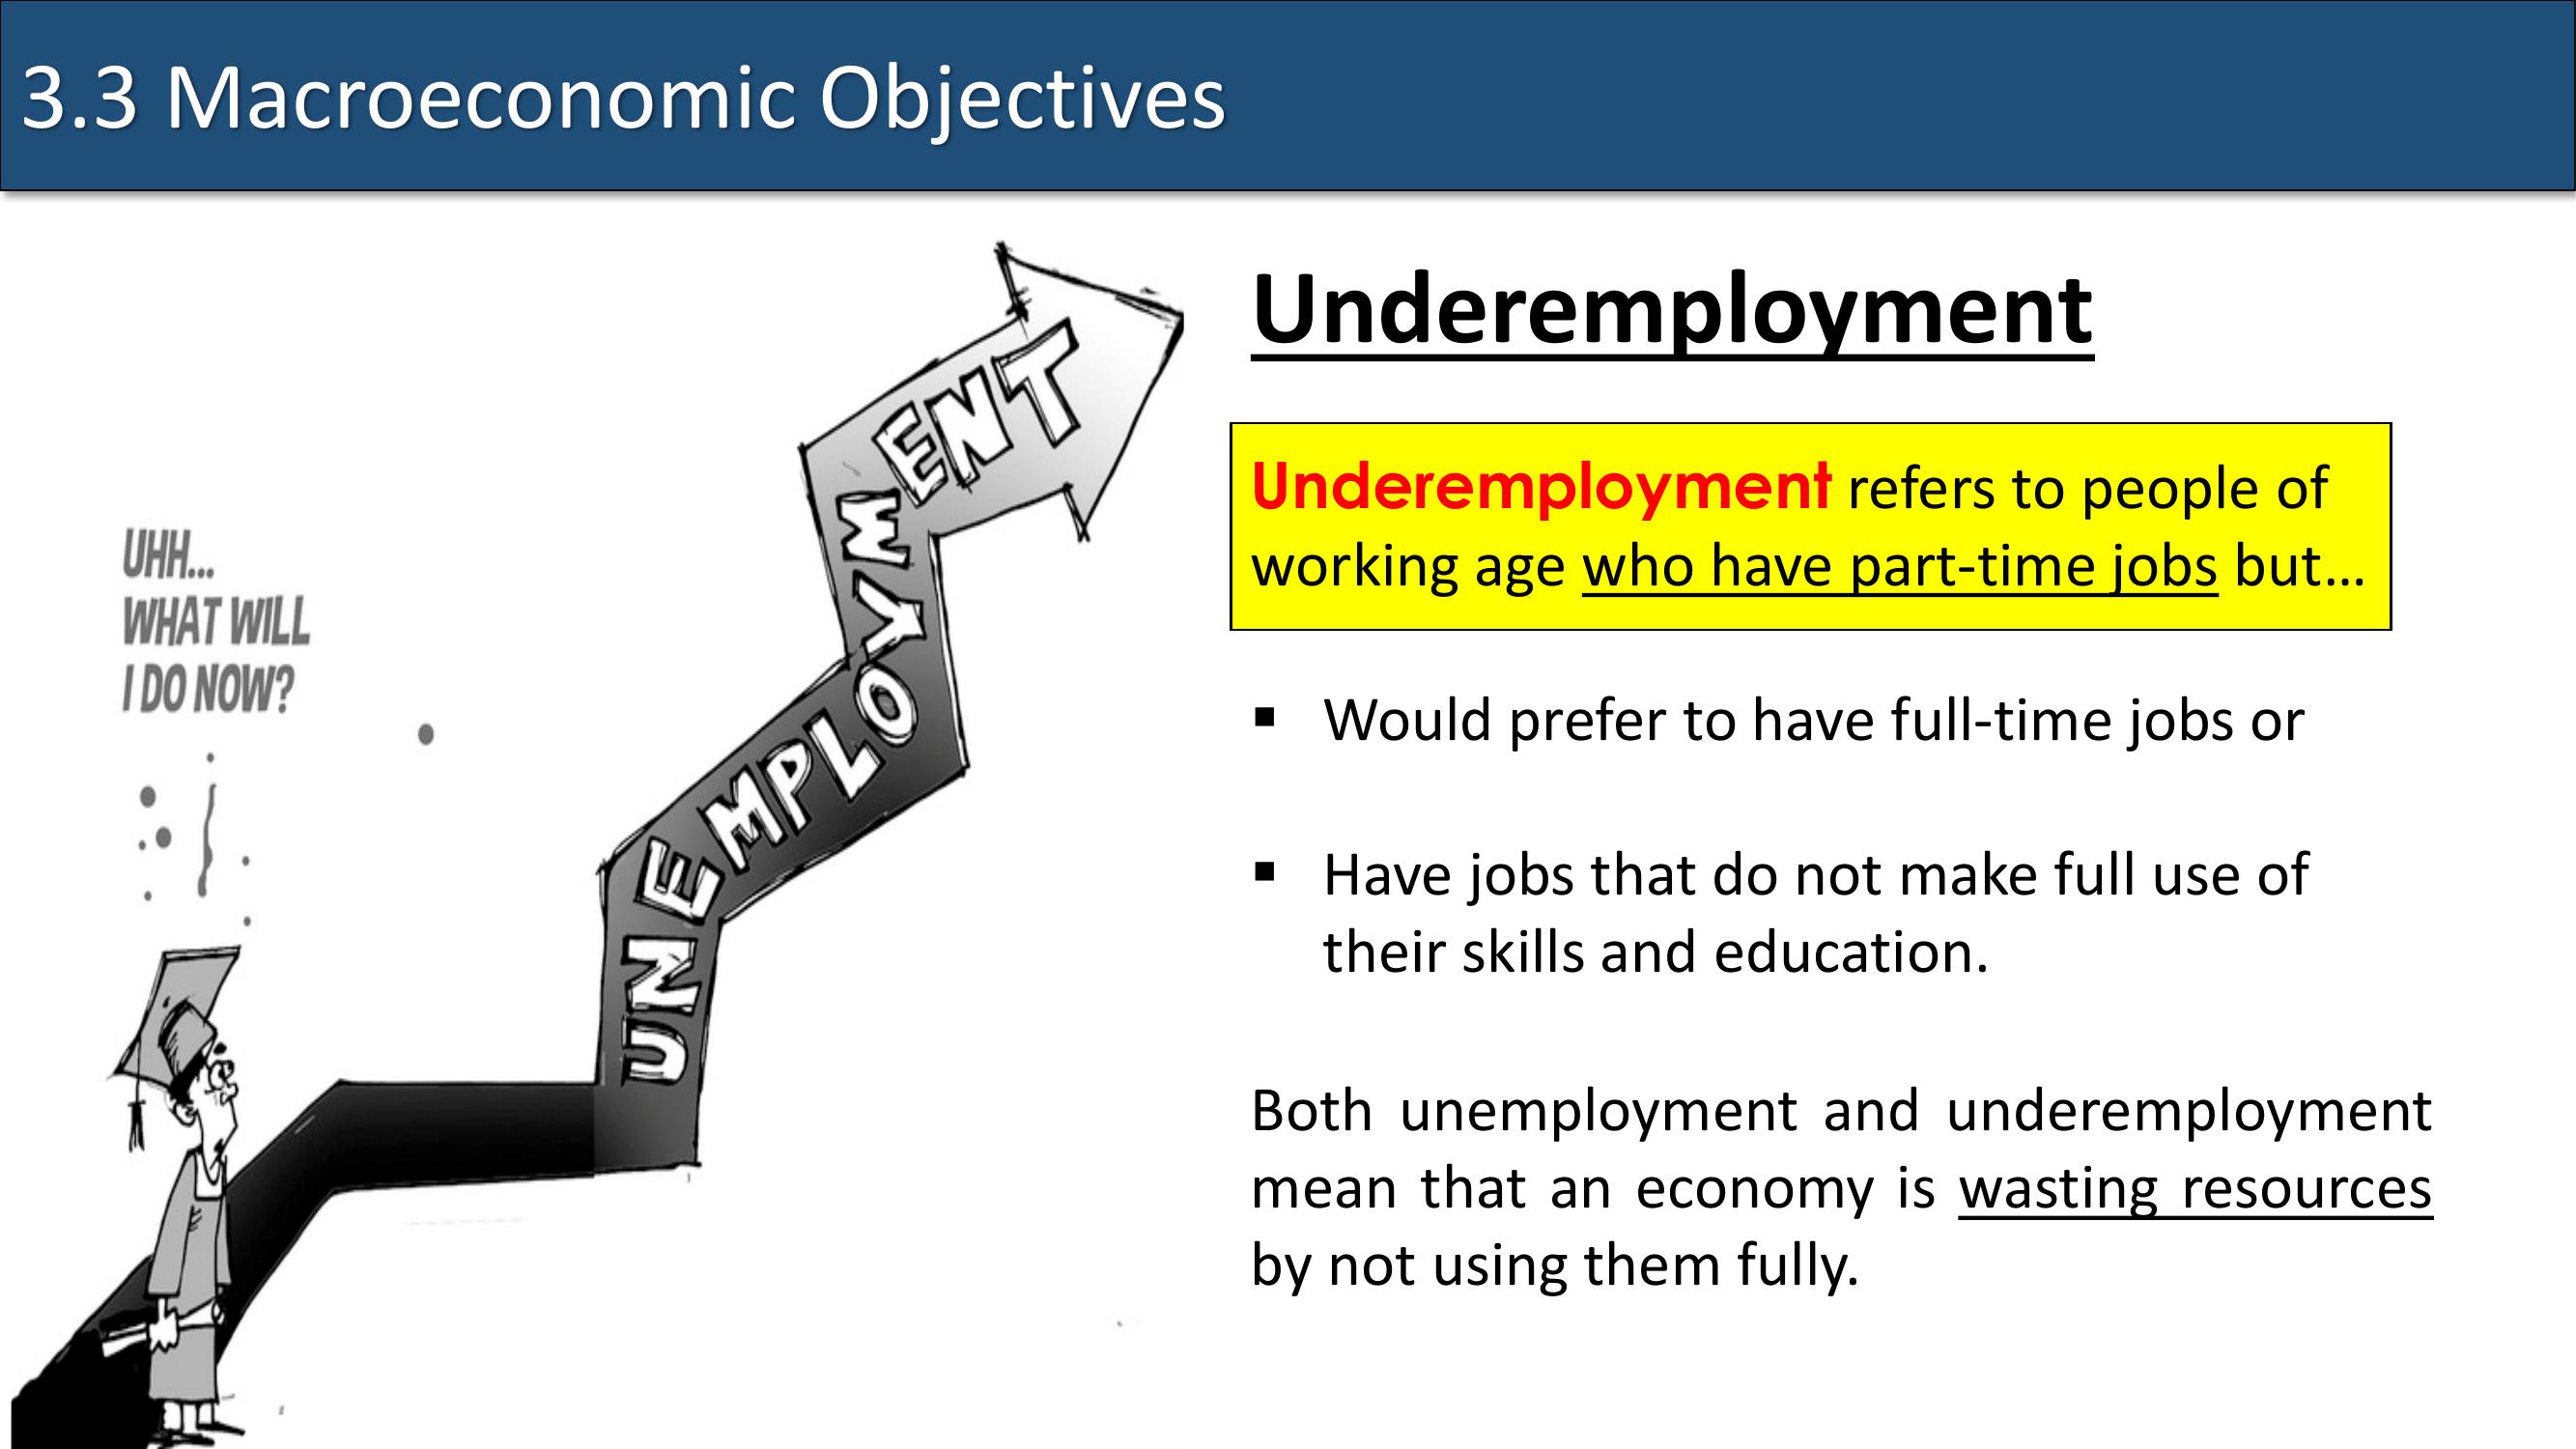 3.3 Macroeconomic Objectives
UHH...
WHAT WILL
I DO NOW?
UNEMPLOYMENT
Underemployment
Underemployment refers to people of
working age who have part-time jobs but...
▪ Would prefer to have full-time jobs or
▪ Have jobs that do not make full use of
their skills and education.
Both unemployment and underemployment
mean that an economy is wasting resources
by not using them fully.